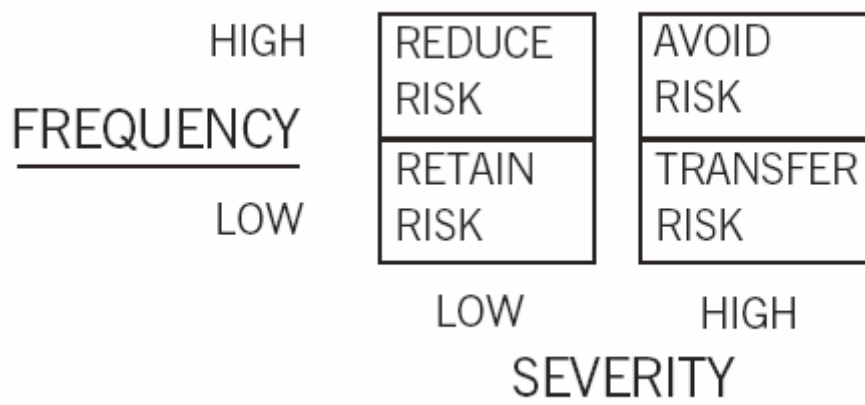 HIGH
REDUCE
RISK
AVOID
RISK
FREQUENCY
LOW
RETAIN
RISK
TRANSFER
RISK
LOW
HIGH
SEVERITY